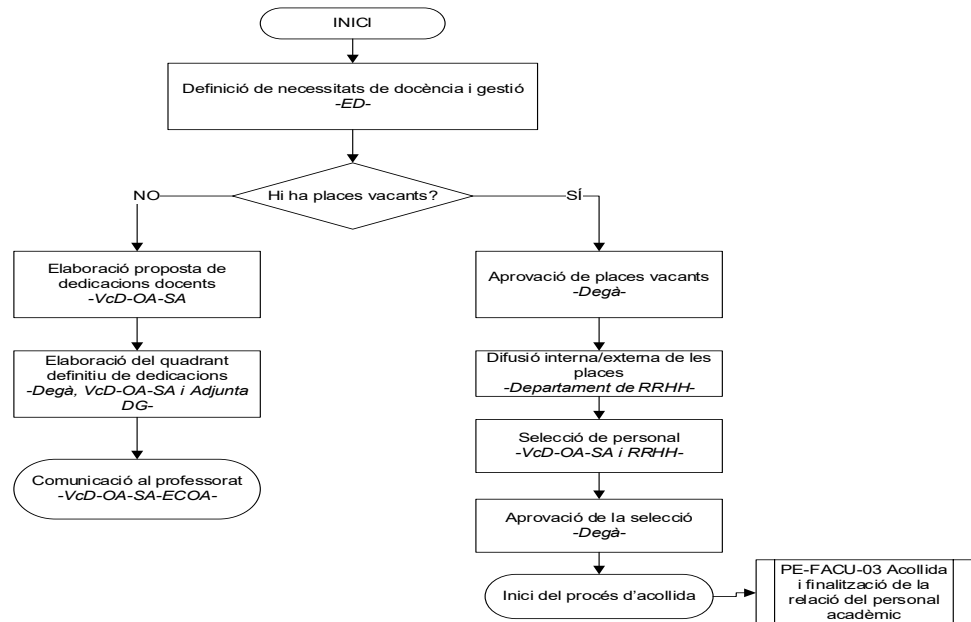 INICI
Definició de necessitats de docència i gestió
-ED-
Hi ha places vacants?
NO
SÍ
Elaboració proposta de
dedicacions docents
-VcD-OA-SA
Elaboració del quadrant
definitiu de dedicacions
-Degà, VcD-OA-SA i Adjunta
DG-
Comunicació al professorat
-VcD-OA-SA-ECOA-
Aprovació de places vacants
-Degà-
Difusió interna/externa de les
places
-Departament de RRHH-
Selecció de personal
-VcD-OA-SA i RRHH-
Aprovació de la selecció
-Degà-
Inici del procés d'acollida
PE-FACU-03 Acollida
i finalització de la
relació del personal
acadèmic